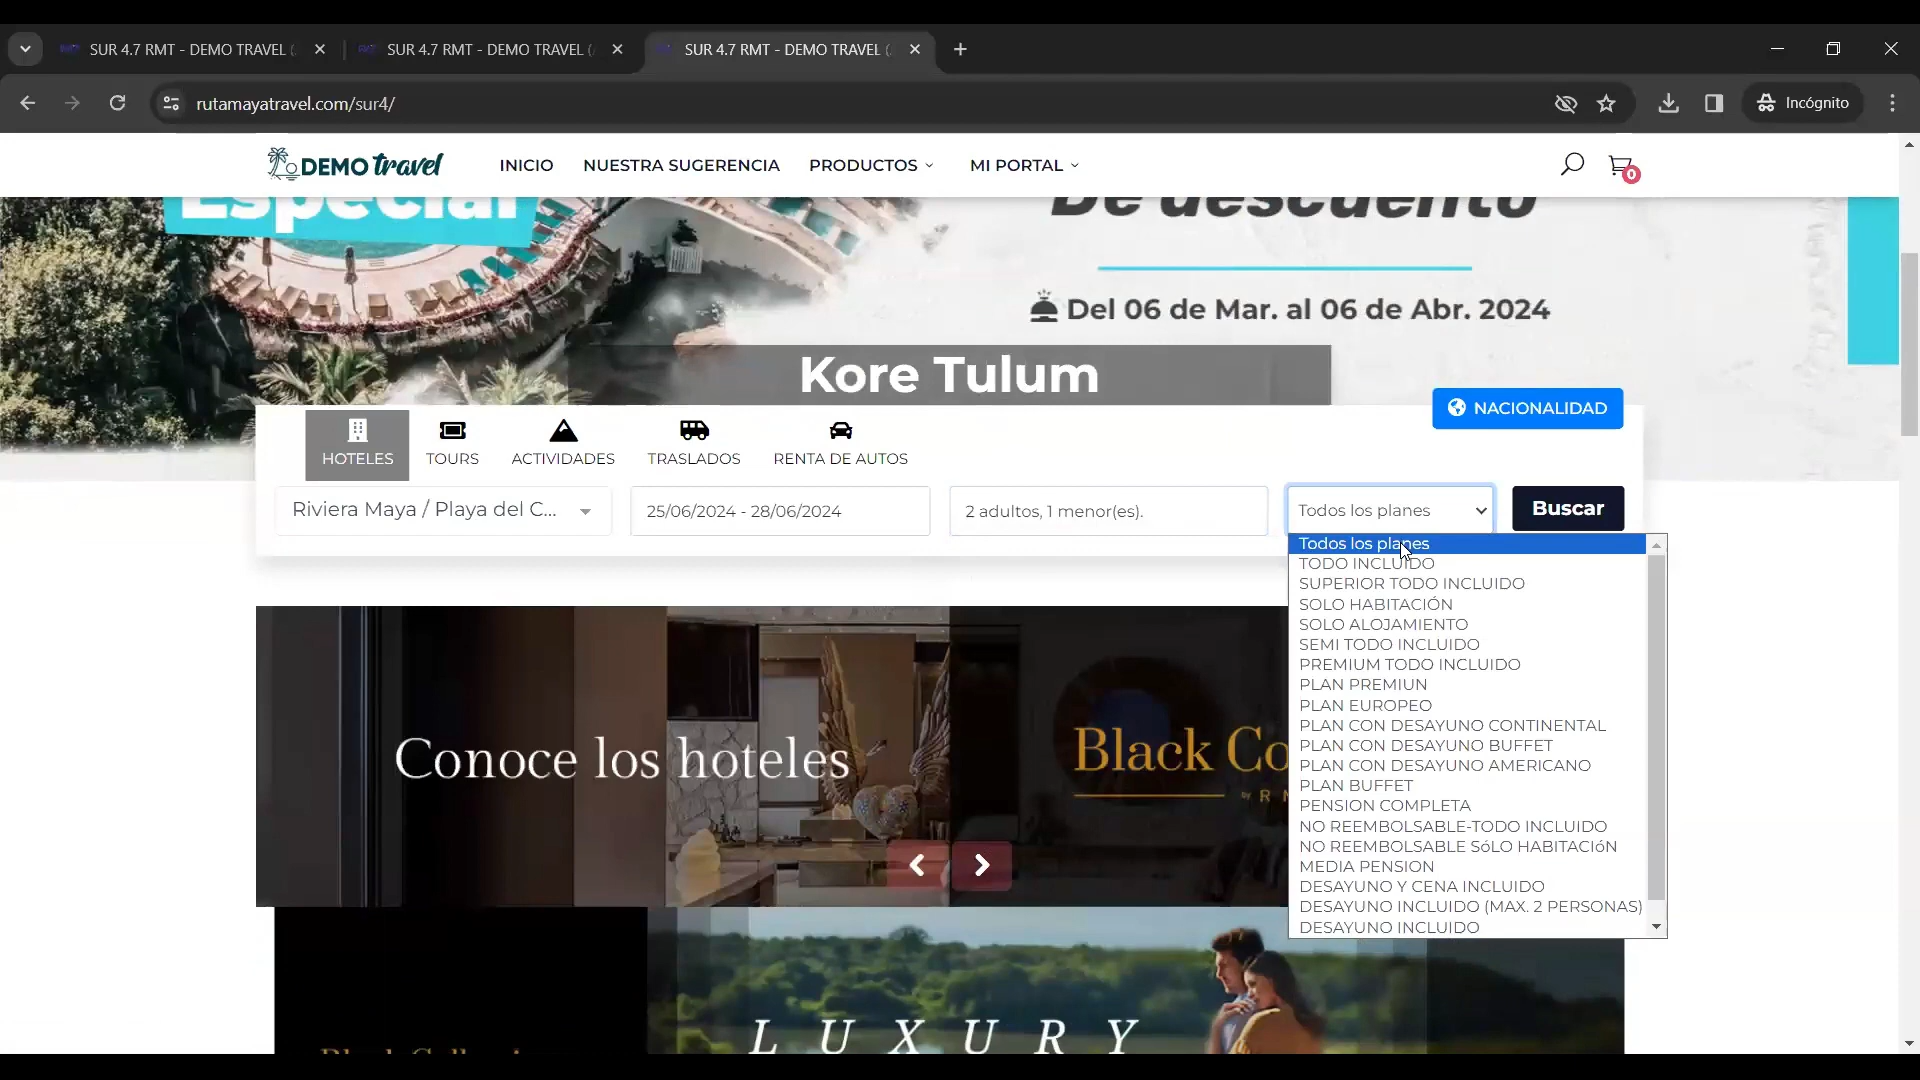 SUR 4.7 RMT - DEMO TRAVEL (
SUR 4.7 RMT - DEMO TRAVEL (
SUR 4.7 RMT - DEMO TRAVEL (
rutamayatravel.com/sur4/
Incógnito
DEMO travel
INICIO
NUESTRA SUGERENCIA
PRODUCTOS
MI PORTAL
0
Especial
De descuento
Del 06 de Mar. al 06 de Abr. 2024
Kore Tulum
NACIONALIDAD
HOTELES
TOURS
ACTIVIDADES
TRASLADOS
RENTA DE AUTOS
Riviera Maya / Playa del C...
25/06/2024 - 28/06/2024
2 adultos, 1 menor(es).
Todos los planes
Buscar
Todos los planes
TODO INCLUIDO
SUPERIOR TODO INCLUIDO
SOLO HABITACIÓN
SOLO ALOJAMIENTO
SEMI TODO INCLUIDO
PREMIUM TODO INCLUIDO
PLAN PREMIUN
PLAN EUROPEO
PLAN CON DESAYUNO CONTINENTAL
PLAN CON DESAYUNO BUFFET
PLAN CON DESAYUNO AMERICANO
PLAN BUFFET
PENSION COMPLETA
NO REEMBOLSABLE-TODO INCLUIDO
NO REEMBOLSABLE SóLO HABITACIóN
MEDIA PENSION
DESAYUNO Y CENA INCLUIDO
DESAYUNO INCLUIDO (MAX. 2 PERSONAS)
DESAYUNO INCLUIDO
Conoce los hoteles
Black Co
by R
LUXURY